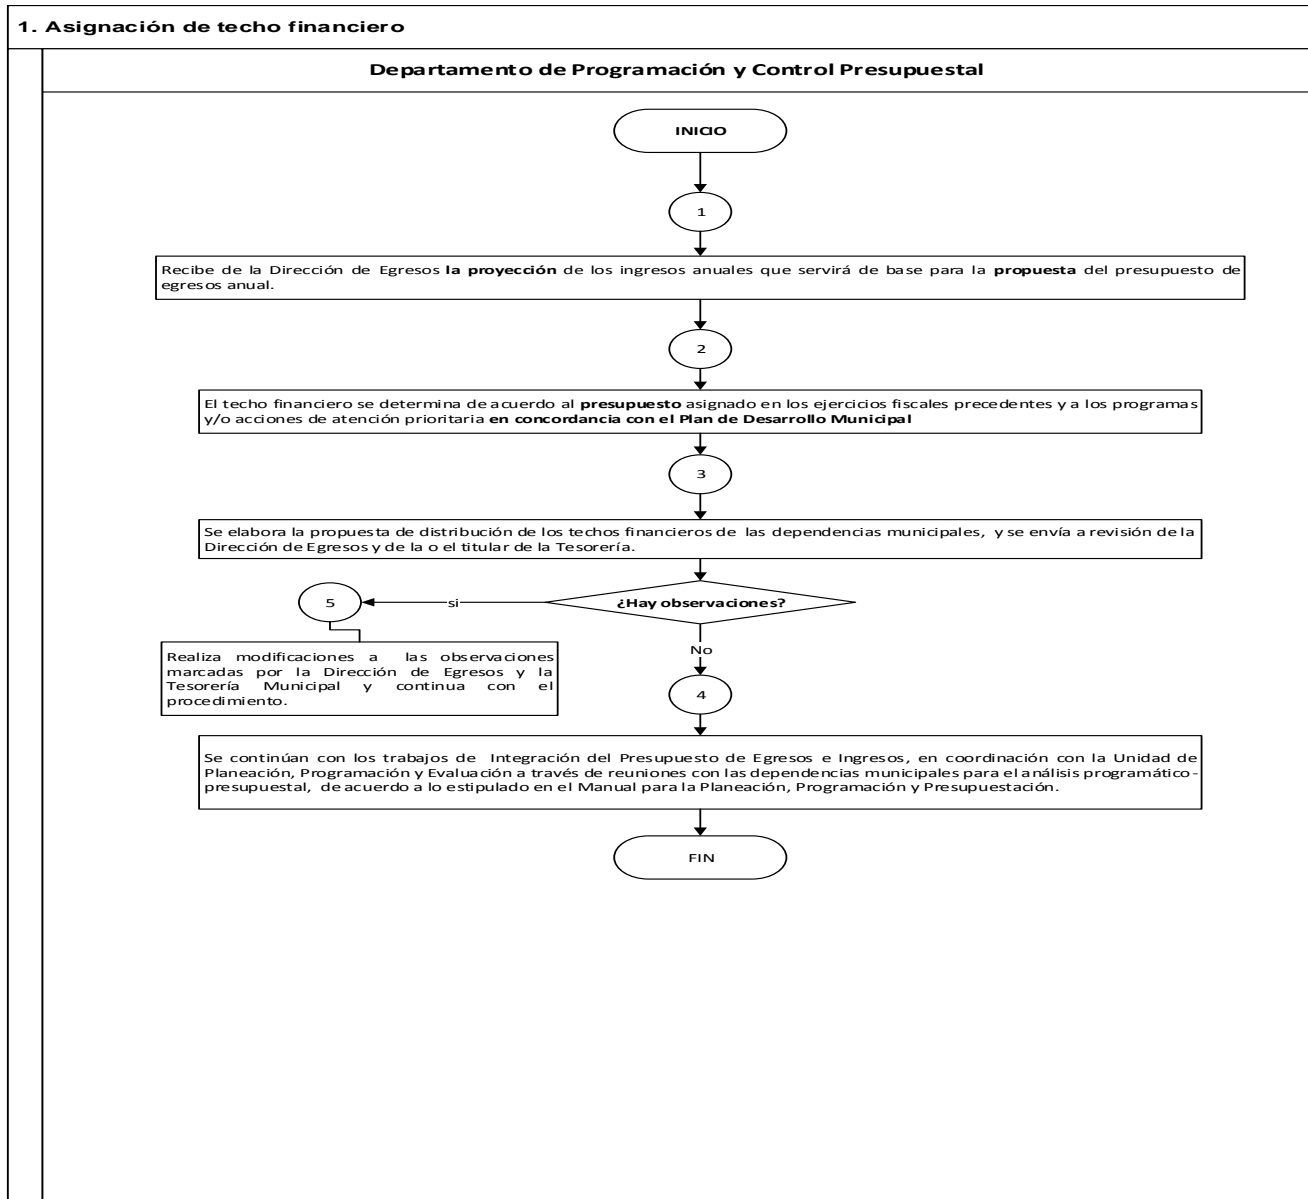 1. Asignación de techo financiero
Departamento de Programación y Control Presupuestal
INICIO
1
Recibe de la Dirección de Egresos la proyección de los ingresos anuales que servirá de base para la propuesta del presupuesto de
egresos anual.
2
El techo financiero se determina de acuerdo al presupuesto asignado en los ejercicios fiscales precedentes y a los programas
y/o acciones de atención prioritaria en concordancia con el Plan de Desarrollo Municipal
3
Se elabora la propuesta de distribución de los techos financieros de las dependencias municipales, y se envía a revisión de la
Dirección de Egresos y de la o el titular de la Tesorería.
¿Hay observaciones?
si
5
Realiza modificaciones a las observaciones
marcadas por la Dirección de Egresos y la
Tesorería Municipal y continua con el
procedimiento.
No
4
Se continúan con los trabajos de Integración del Presupuesto de Egresos e Ingresos, en coordinación con la Unidad de
Planeación, Programación y Evaluación a través de reuniones con las dependencias municipales para el análisis programático-
presupuestal, de acuerdo a lo estipulado en el Manual para la Planeación, Programación y Presupuestación.
FIN